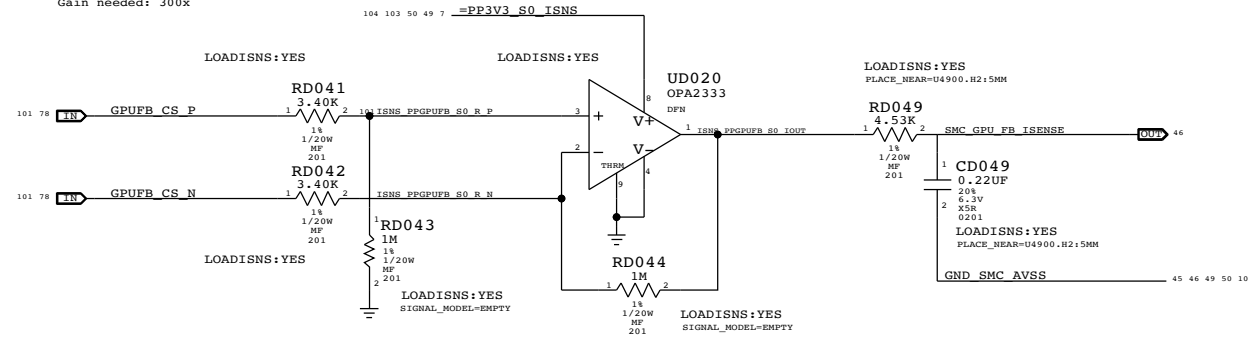 Gain needed: 300x
104 103 50 49 7 =PP3V3_S0_ISNS
LOADISNS:YES
LOADISNS:YES
LOADISNS:YES
PLACE_NEAR=U4900.H2:5MM
RD041
3.40K
1%
1/20W
MF
201
1 2
101 78 IN GPUFB_CS_P
ISNS_PPGPUFB_S0_R_P
UD020
OPA2333
DFN
3 + V+ 8
2 - V- 4
THRM
9
1 ISNS_PPGPUFB_S0_IOUT
RD049
4.53K
1 2
1%
1/20W
MF
201
SMC_GPU_FB_ISENSE OUT 46
RD042
3.40K
1 2
1%
1/20W
MF
201
101 78 IN GPUFB_CS_N
ISNS_PPGPUFB_S0_R_N
LOADISNS:YES
1 RD043
1M
1%
1/20W
MF
201
2
LOADISNS:YES
SIGNAL_MODEL=EMPTY
RD044
1M
1 2
1%
1/20W
MF
201
LOADISNS:YES
SIGNAL_MODEL=EMPTY
1 CD049
0.22UF
20%
6.3V
2 X5R
0201
LOADISNS:YES
PLACE_NEAR=U4900.H2:5MM
GND_SMC_AVSS 45 46 49 50 10